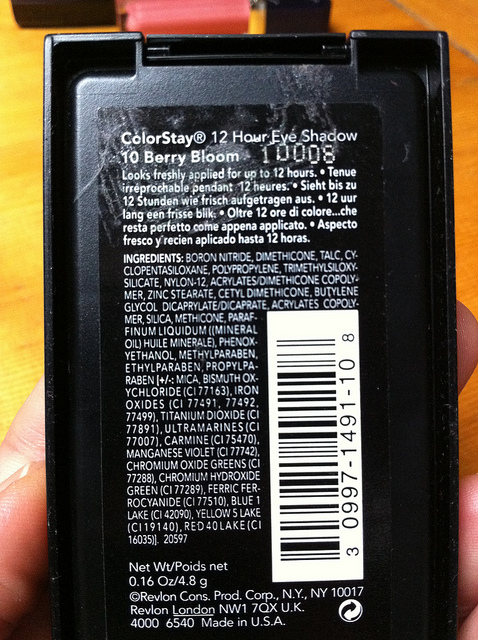 ColorStay® 12 Hour Eye Shadow
10 Berry Bloom 10008
Looks freshly applied for up to 12 hours. • Tenue
irréprochable pendant 12 heures. • Sieht bis zu
12 Stunden wie frisch aufgetragen aus. • 12 uur
lang een frisse blik. • Oltre 12 ore di colore...che
resta perfetto come appena applicato. • Aspecto
fresco y recien aplicado hasta 12 horas.
INGREDIENTS: BORON NITRIDE, DIMETHICONE, TALC, CY-
CLOPENTASILOXANE, POLYPROPYLENE, TRIMETHYLSILOXY-
SILICATE, NYLON-12, ACRYLATES/DIMETHICONE COPOLY-
MER, ZINC STEARATE, CETYL DIMETHICONE, BUTYLENE
GLYCOL DICAPRYLATE/DICAPRATE, ACRYLATES COPOLY-
MER, SILICA, METHICONE, PARAF-
FINUM LIQUIDUM ((MINERAL
OIL) HUILE MINERALE), PHENOX-
YETHANOL, METHYLPARABEN,
ETHYLPARABEN, PROPYLPA-
RABEN [+/-: MICA, BISMUTH OX-
YCHLORIDE (CI 77163), IRON
OXIDES (CI 77491, 77492,
77499), TITANIUM DIOXIDE (CI
77891), ULTRAMARINES (CI
77007), CARMINE (CI 75470),
MANGANESE VIOLET (CI 77742),
CHROMIUM OXIDE GREENS (CI
77288), CHROMIUM HYDROXIDE
GREEN (CI 77289), FERRIC FER-
ROCYANIDE (CI 77510), BLUE 1
LAKE (CI 42090), YELLOW 5 LAKE
(CI 19140), RED 40 LAKE (CI
16035)]. 20597
3 0997-1491-10 8
Net Wt/Poids net
0.16 Oz/4.8 g
©Revlon Cons. Prod. Corp., N.Y., NY 10017
Revlon London NW1 7QX U.K.
4000 6540 Made in U.S.A.